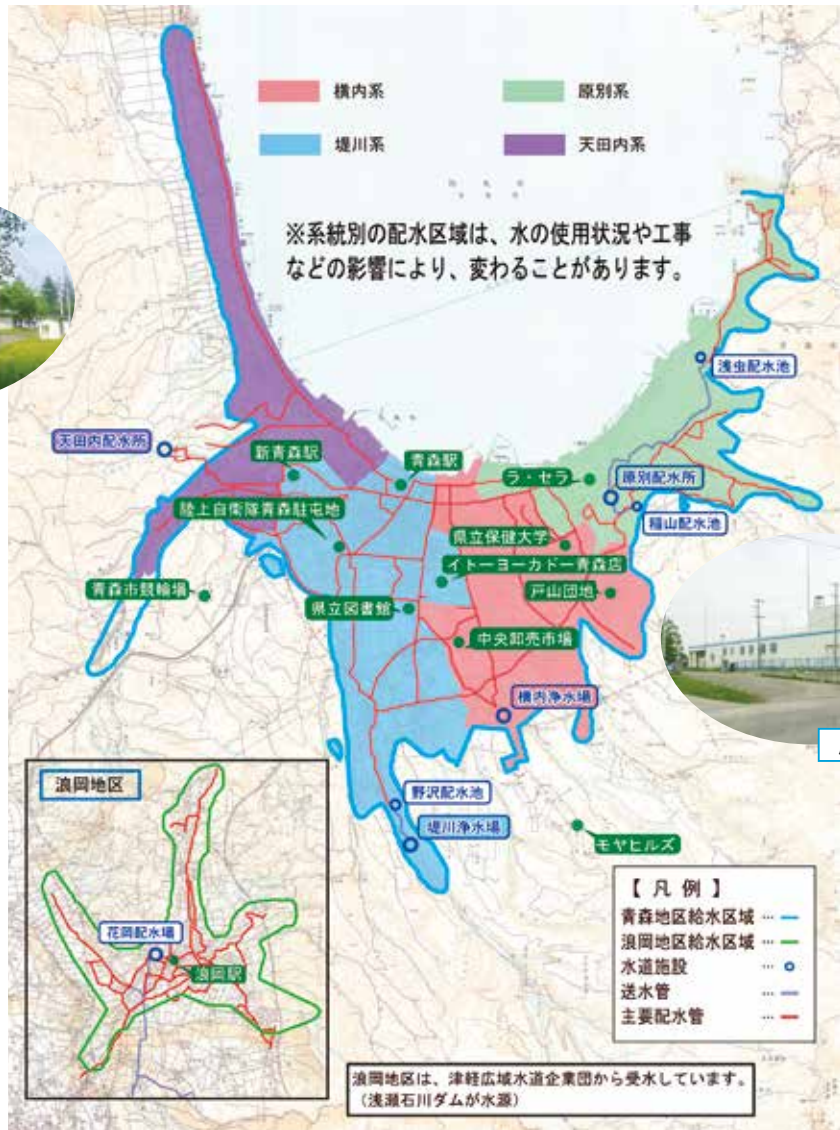 横内系
原別系
堤川系
天田内系
※系統別の配水区域は、水の使用状況や工事
などの影響により、変わることがあります。
浅虫配水池
天田内配水所
新青森駅
青森駅
ラ・セラ
原別配水所
稲山配水池
陸上自衛隊青森駐屯地
県立保健大学
イトーヨーカドー青森店
青森市競輪場
県立図書館
戸山団地
中央卸売市場
横内浄水場
浪岡地区
野沢配水池
堤川浄水場
モヤヒルズ
花岡配水場
浪岡駅
【凡例】
青森地区給水区域 …
浪岡地区給水区域 …
水道施設 …
送水管 …
主要配水管 …
浪岡地区は、津軽広域水道企業団から受水しています。
（浅瀬石川ダムが水源）